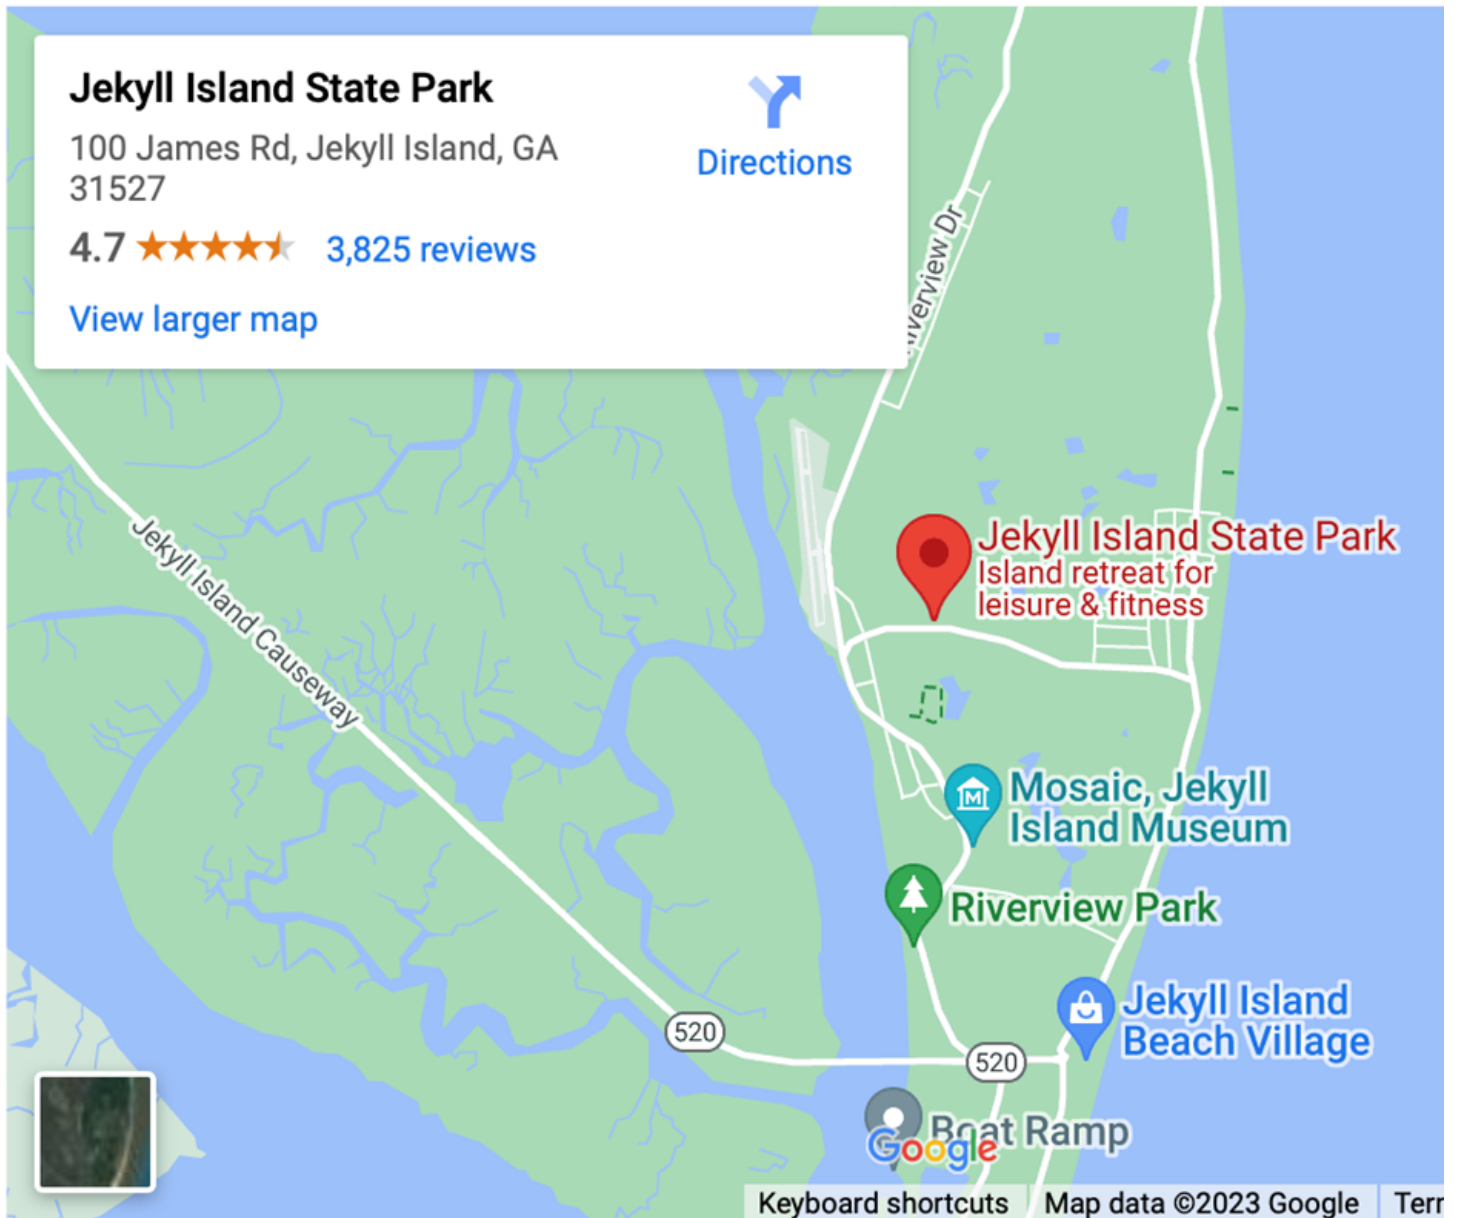 Jekyll Island State Park
100 James Rd, Jekyll Island, GA
31527
Directions
4.7
3,825 reviews
View larger map
Riverview Dr
Jekyll Island Causeway
Jekyll Island State Park
Island retreat for
leisure & fitness
Mosaic, Jekyll
Island Museum
M
Riverview Park
Jekyll Island
Beach Village
520
520
Boat Ramp
Google
Keyboard shortcuts
Map data ©2023 Google
Terr